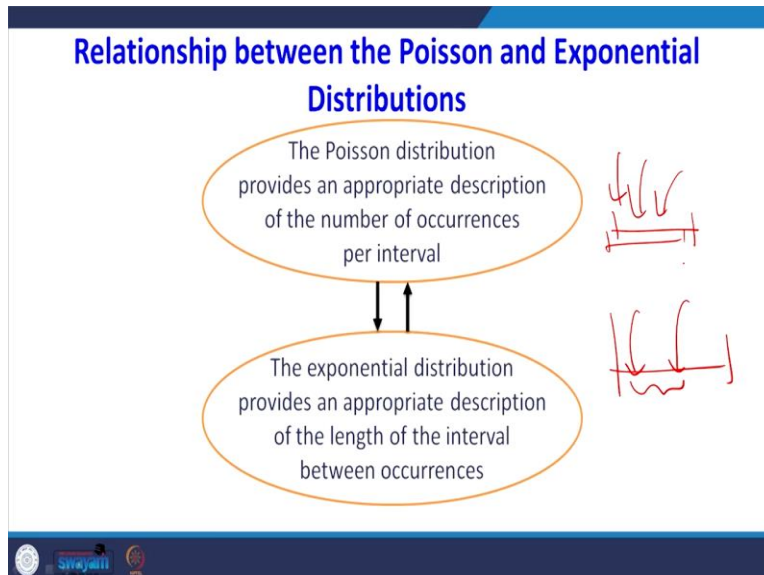 Relationship between the Poisson and Exponential
Distributions
The Poisson distribution
provides an appropriate description
of the number of occurrences
per interval
The exponential distribution
provides an appropriate description
of the length of the interval
between occurrences
swayam